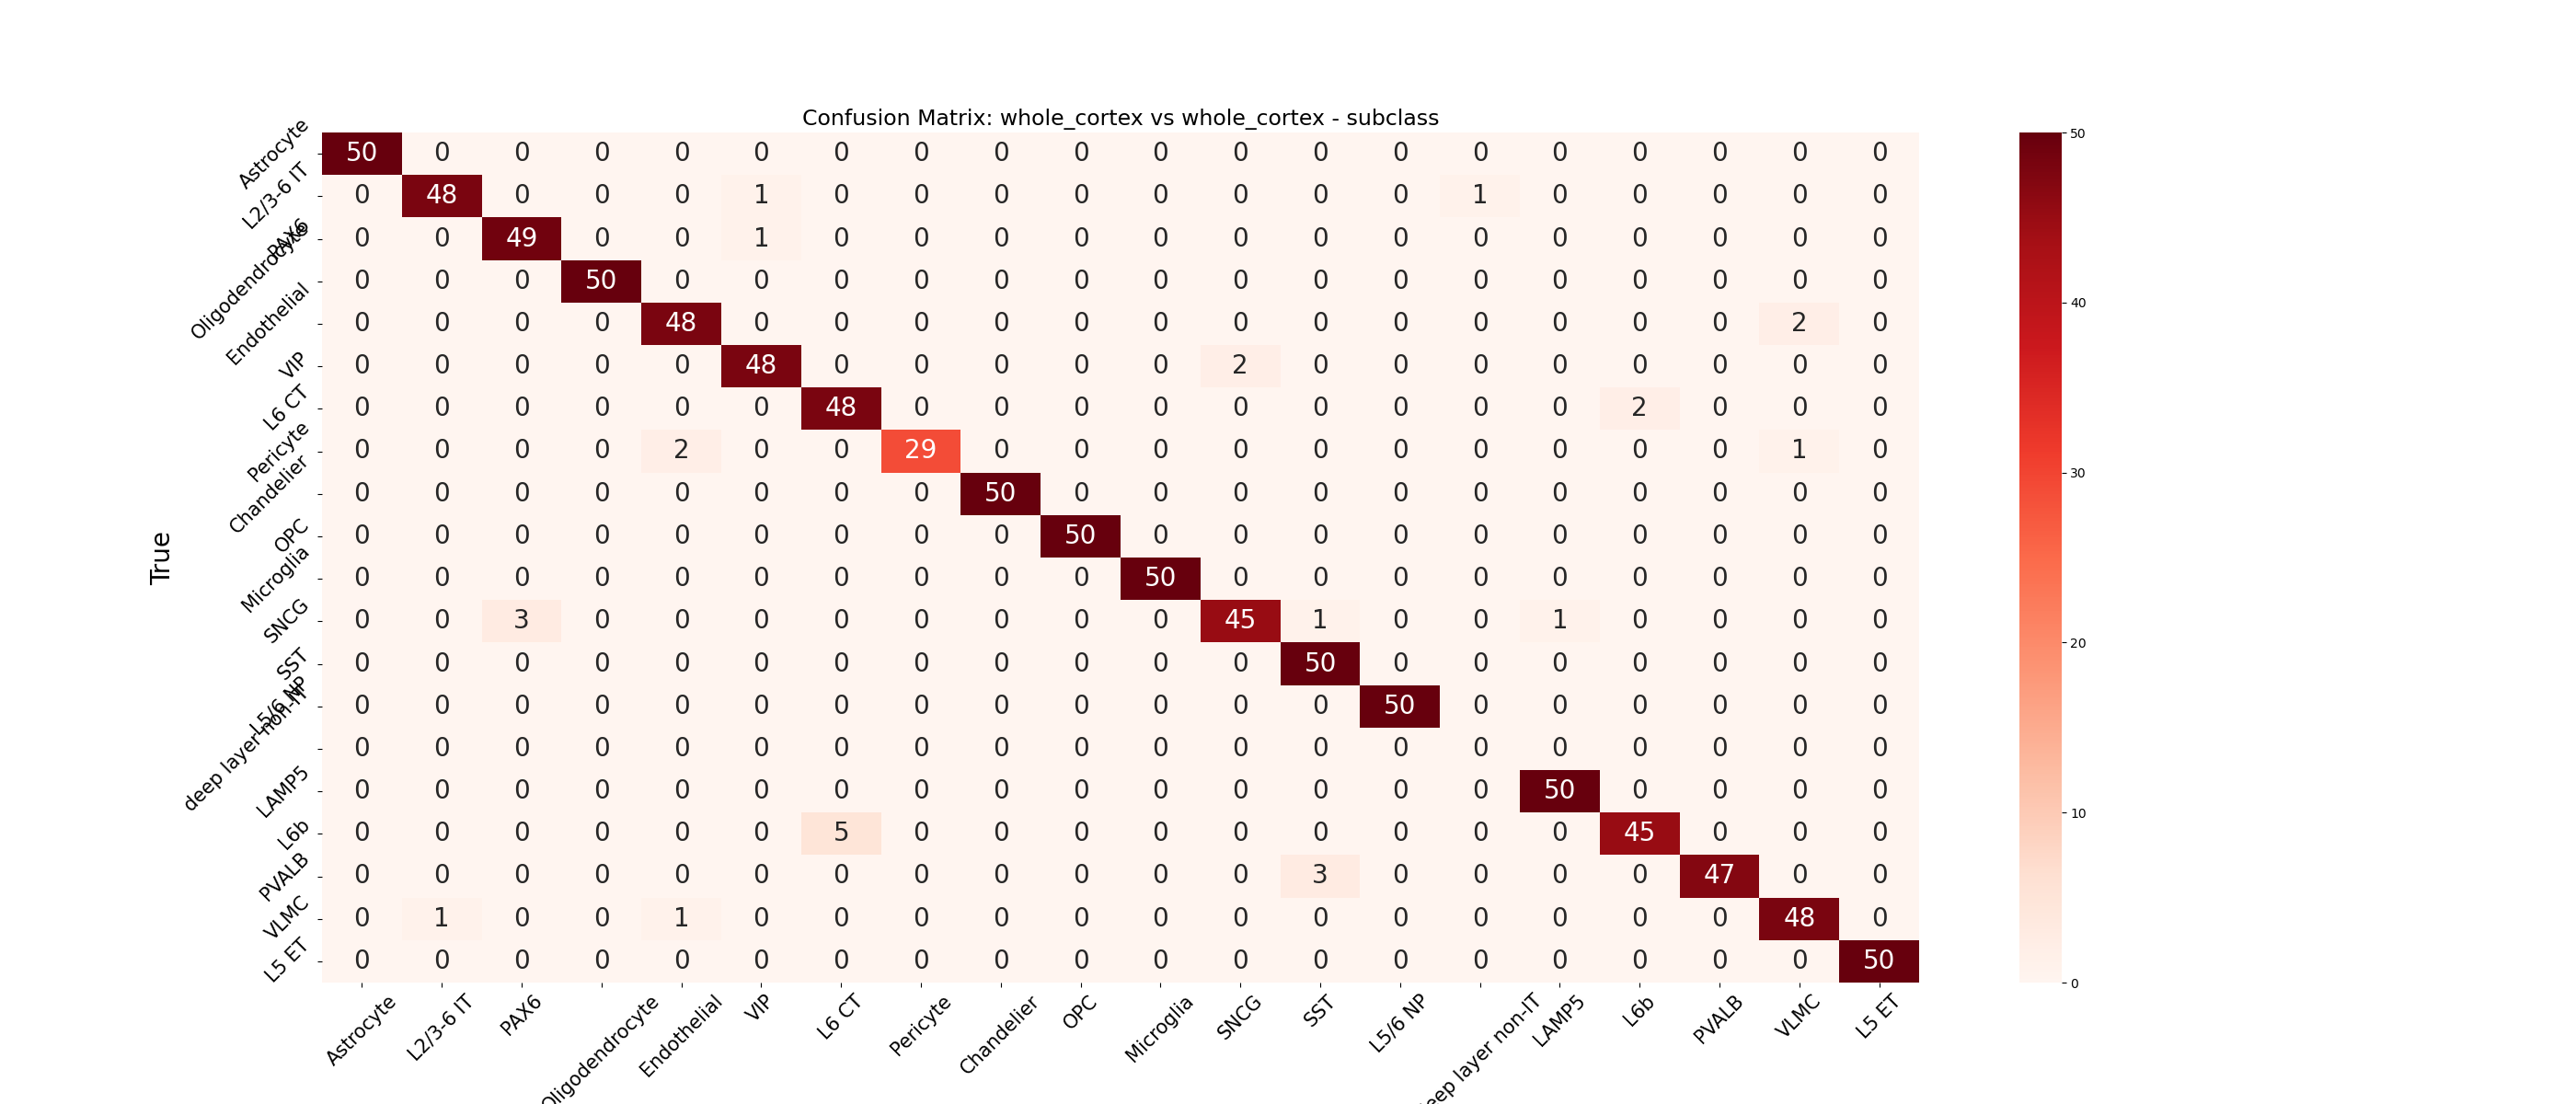 Confusion Matrix: whole_cortex vs whole_cortex - subclass
True
Astrocyte 50 0 0 0 0 0 0 0 0 0 0 0 0 0 0 0 0 0 0 0
L2/3-6 IT 0 48 0 0 0 1 0 0 0 0 0 0 0 0 1 0 0 0 0 0
PAX6 0 0 49 0 0 1 0 0 0 0 0 0 0 0 0 0 0 0 0 0
Oligodendrocyte 0 0 0 50 0 0 0 0 0 0 0 0 0 0 0 0 0 0 0 0
Endothelial 0 0 0 0 48 0 0 0 0 0 0 0 0 0 0 0 0 0 2 0
VIP 0 0 0 0 0 48 0 0 0 0 0 2 0 0 0 0 0 0 0 0
L6 CT 0 0 0 0 0 0 48 0 0 0 0 0 0 0 0 0 2 0 0 0
Pericyte 0 0 0 0 2 0 0 29 0 0 0 0 0 0 0 0 0 0 1 0
Chandelier 0 0 0 0 0 0 0 0 50 0 0 0 0 0 0 0 0 0 0 0
OPC 0 0 0 0 0 0 0 0 0 50 0 0 0 0 0 0 0 0 0 0
Microglia 0 0 0 0 0 0 0 0 0 0 50 0 0 0 0 0 0 0 0 0
SNCG 0 0 3 0 0 0 0 0 0 0 0 45 1 0 0 1 0 0 0 0
SST 0 0 0 0 0 0 0 0 0 0 0 0 50 0 0 0 0 0 0 0
L5/6 NP 0 0 0 0 0 0 0 0 0 0 0 0 0 50 0 0 0 0 0 0
deep layer non-IT 0 0 0 0 0 0 0 0 0 0 0 0 0 0 0 0 0 0 0 0
LAMP5 0 0 0 0 0 0 0 0 0 0 0 0 0 0 0 50 0 0 0 0
L6b 0 0 0 0 0 0 5 0 0 0 0 0 0 0 0 0 45 0 0 0
PVALB 0 0 0 0 0 0 0 0 0 0 0 0 3 0 0 0 0 47 0 0
VLMC 0 1 0 0 1 0 0 0 0 0 0 0 0 0 0 0 0 0 48 0
L5 ET 0 0 0 0 0 0 0 0 0 0 0 0 0 0 0 0 0 0 0 50
Astrocyte L2/3-6 IT PAX6 Oligodendrocyte Endothelial VIP L6 CT Pericyte Chandelier OPC Microglia SNCG SST L5/6 NP eep layer non-IT LAMP5 L6b PVALB VLMC L5 ET
50
40
30
20
10
0